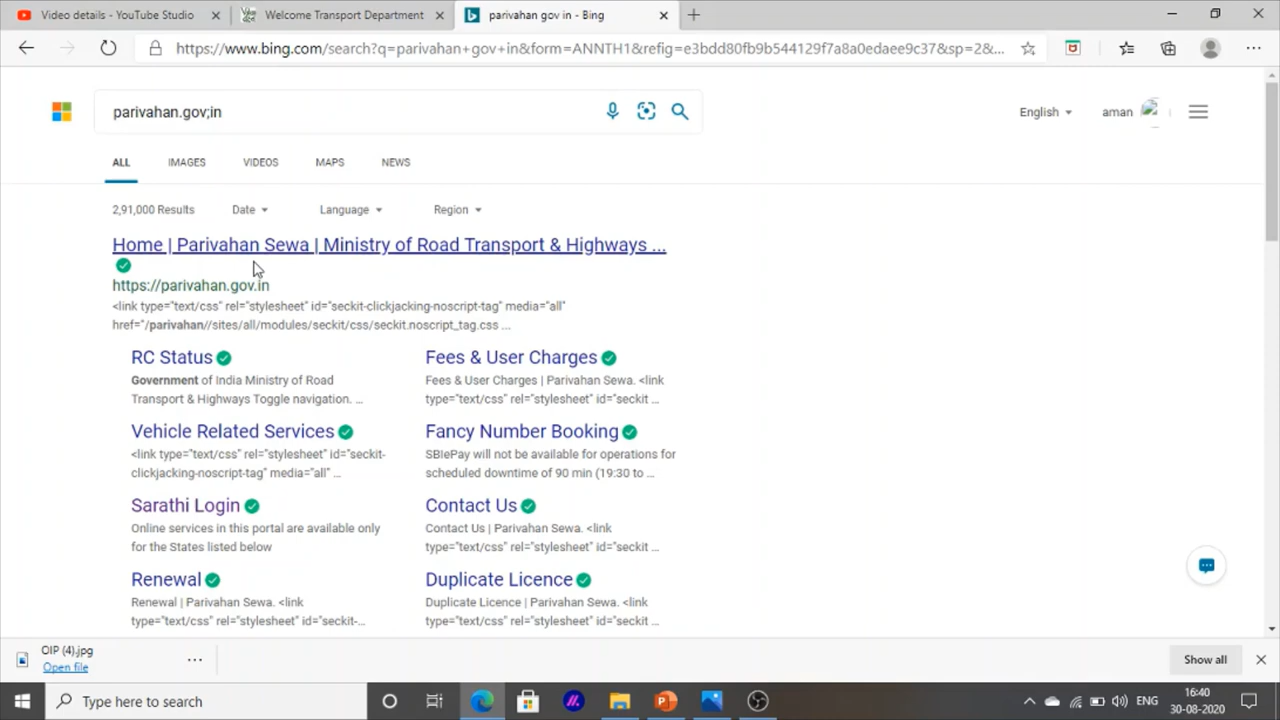 Video details - YouTube Studio
Welcome Transport Department
parivahan gov in - Bing
https://www.bing.com/search?q=parivahan+gov+in&form=ANNTH1&refig=e3bdd80fb9b544129f7a8a0edaee9c37&sp=2&...
parivahan.gov;in
English
aman
ALL
IMAGES
VIDEOS
MAPS
NEWS
2,91,000 Results
Date
Language
Region
Home | Parivahan Sewa | Ministry of Road Transport & Highways ...
https://parivahan.gov.in
<link type="text/css" rel="stylesheet" id="seckit-clickjacking-noscript-tag" media="all"
href="/parivahan//sites/all/modules/seckit/css/seckit.noscript_tag.css ...
RC Status
Government of India Ministry of Road
Transport & Highways Toggle navigation. ...
Fees & User Charges
Fees & User Charges | Parivahan Sewa. <link
type="text/css" rel="stylesheet" id="seckit ...
Vehicle Related Services
<link type="text/css" rel="stylesheet" id="seckit-
clickjacking-noscript-tag" media="all" ...
Fancy Number Booking
SBIePay will not be available for operations for
scheduled downtime of 90 min (19:30 to ...
Sarathi Login
Online services in this portal are available only
for the States listed below
Contact Us
Contact Us | Parivahan Sewa. <link
type="text/css" rel="stylesheet" id="seckit ...
Renewal
Renewal | Parivahan Sewa. <link
type="text/css" rel="stylesheet" id="seckit-...
Duplicate Licence
Duplicate Licence | Parivahan Sewa. <link
type="text/css" rel="stylesheet" id="seckit ...
OIP (4).jpg
Open file
Show all
Type here to search
ENG
16:40
30-08-2020